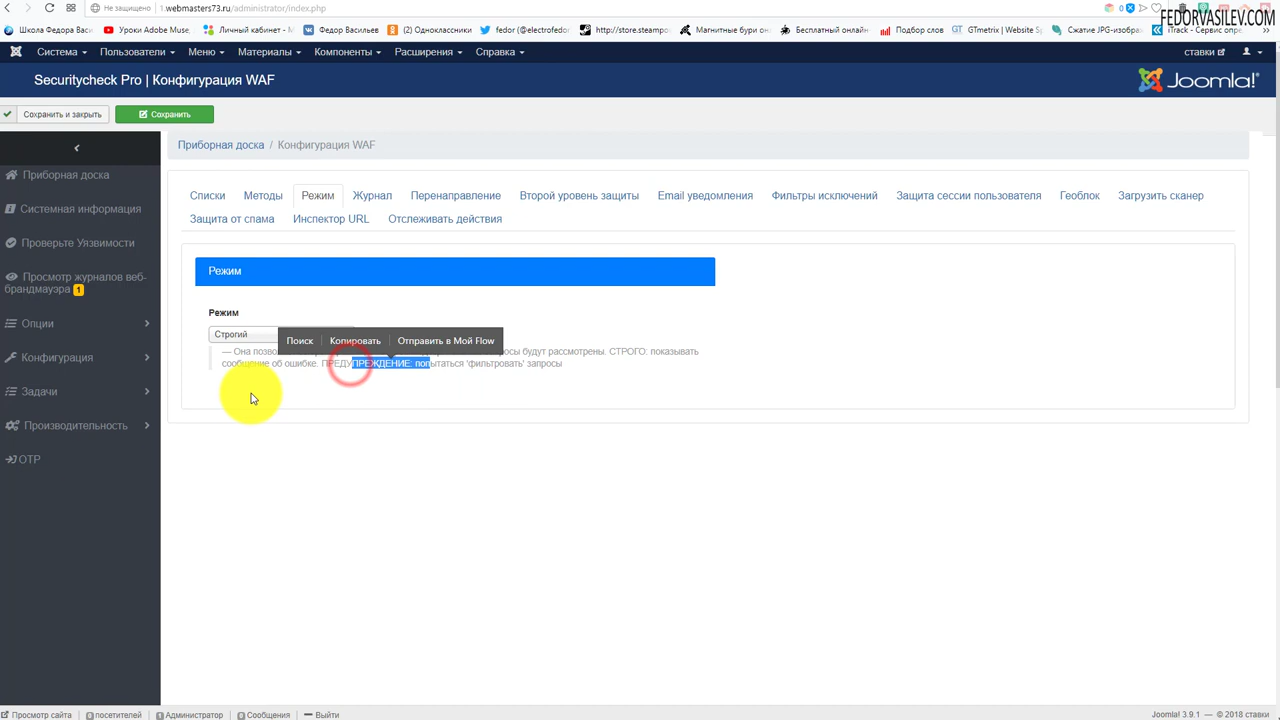 Не защищено
1.webmasters73.ru/administrator/index.php
FEDORVASILEV.COM
Школа Федора Васи.
Уроки Adobe Muse,
Личный кабинет - М
Федор Васильев
(2) Одноклассники
fedor (@electrofedo
http://store.steampo
Магнитные бури он
Бесплатный онлайн
Подбор слов
GTmetrix | Website S
Сжатие JPG-изобра
iTrack - Сервис опре
Система
Пользователи
Меню
Материалы
Компоненты
Расширения
Справка
ставки
Securitycheck Pro | Конфигурация WAF
Joomla!®
Сохранить и закрыть
Сохранить
Приборная доска
Системная информация
Проверьте Уязвимости
Просмотр журналов веб-
брандмауэра 1
Опции
Конфигурация
Задачи
Производительность
OTP
Приборная доска / Конфигурация WAF
Списки
Методы
Режим
Журнал
Перенаправление
Второй уровень защиты
Email уведомления
Фильтры исключений
Защита сессии пользователя
Геоблок
Загрузить сканер
Защита от спама
Инспектор URL
Отслеживать действия
Режим
Режим
Строгий
Поиск
Копировать
Отправить в Мой Flow
— Она позво
осы будут рассмотрены. СТРОГО: показывать
сообщение об ошибке. ПРЕДУПРЕЖДЕНИЕ: попытаться 'фильтровать' запросы
Просмотр сайта
0 посетителей
1 Администратор
0 Сообщения
Выйти
Joomla! 3.9.1 — © 2018 ставки